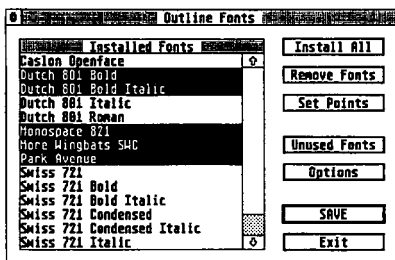 Outline Fonts
Installed Fonts
Caslon Openface
Dutch 801 Bold
Dutch 801 Bold Italic
Dutch 801 Italic
Dutch 801 Roman
Monospace 821
More Wingbats SWC
Park Avenue
Swiss 721
Swiss 721 Bold
Swiss 721 Bold Italic
Swiss 721 Condensed
Swiss 721 Condensed Italic
Swiss 721 Italic
Install All
Remove Fonts
Set Points
Unused Fonts
Options
SAVE
Exit